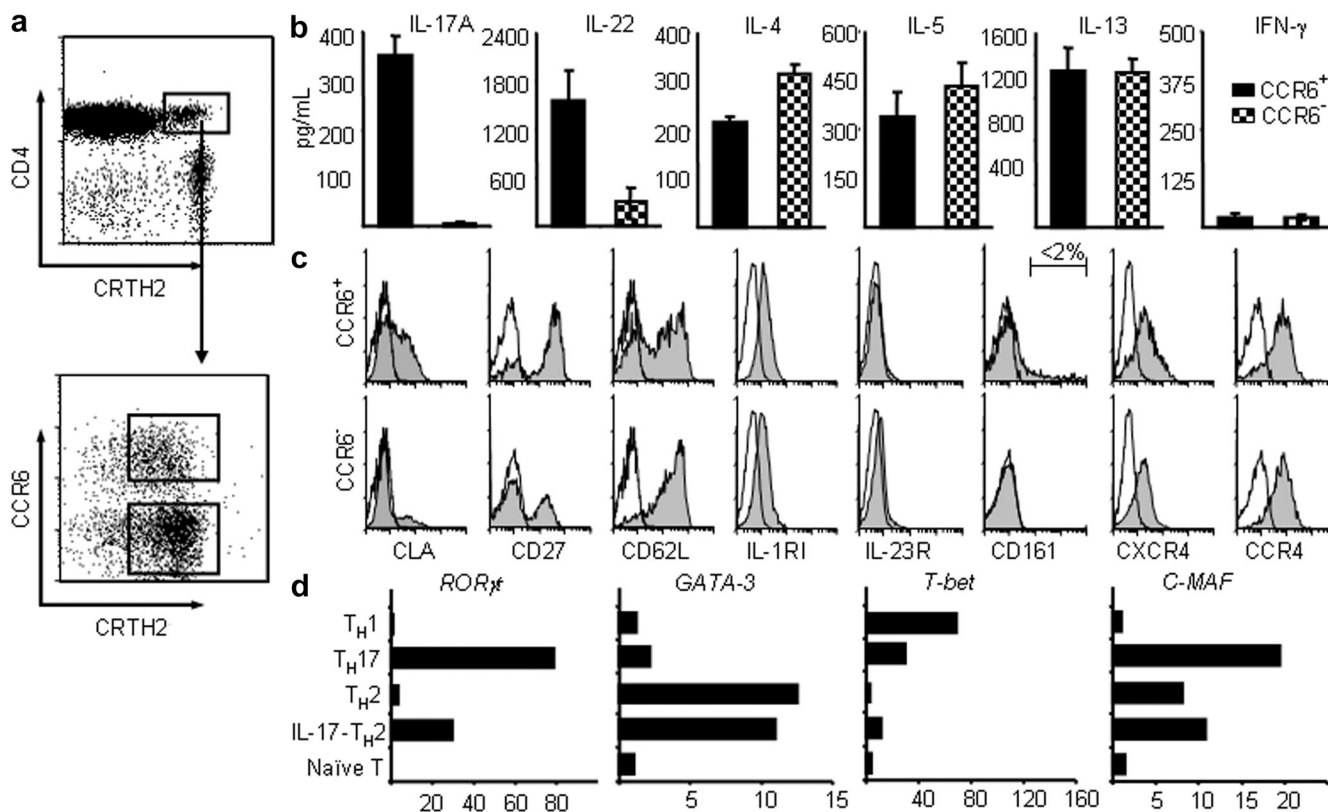 a
CD4
CRTH2
CCR6
CRTH2
b
IL-17A IL-22 IL-4 IL-5 IL-13 IFN-γ
pg/mL
400 300 200 100
2400 1800 1200 600
400 300 200 100
600 450 300 150
1600 1200 1000 800 400
500 375 250 125
CCR6+
CCR6-
c
<2%
CCR6+
CCR6-
CLA CD27 CD62L IL-1RI IL-23R CD161 CXCR4 CCR4
d
RORγt GATA-3 T-bet C-MAF
TH1
TH17
TH2
IL-17-TH2
Naïve T
20 40 60 80
0 5 10 15
0 40 80 120 160
5 10 15 20